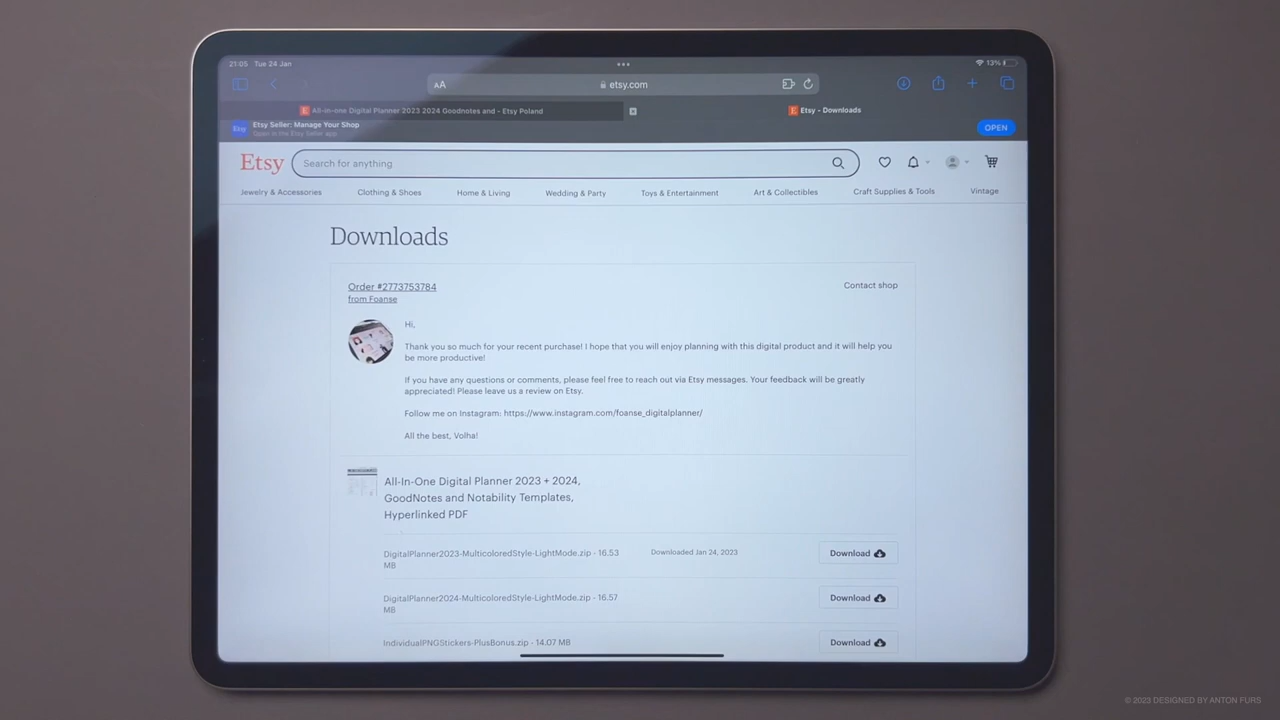 21:05 Tue 24 Jan
13%
AA
etsy.com
All-in-one Digital Planner 2023 2024 Goodnotes and - Etsy Poland
Etsy - Downloads
Etsy
Etsy Seller: Manage Your Shop
Open in the Etsy Seller app
OPEN
Etsy
Search for anything
Jewelry & Accessories Clothing & Shoes Home & Living Wedding & Party Toys & Entertainment Art & Collectibles Craft Supplies & Tools Vintage
Downloads
Order #2773753784
Contact shop
from Foanse
Hi,
Thank you so much for your recent purchase! I hope that you will enjoy planning with this digital product and it will help you
be more productive!
If you have any questions or comments, please feel free to reach out via Etsy messages. Your feedback will be greatly
appreciated! Please leave us a review on Etsy.
Follow me on Instagram: https://www.instagram.com/foanse_digitalplanner/
All the best, Volha!
All-In-One Digital Planner 2023 + 2024,
GoodNotes and Notability Templates,
Hyperlinked PDF
DigitalPlanner2023-MulticoloredStyle-LightMode.zip · 16.53
MB
Downloaded Jan 24, 2023
Download
DigitalPlanner2024-MulticoloredStyle-LightMode.zip · 16.57
MB
Download
IndividualPNGStickers-PlusBonus.zip · 14.07 MB
Download
© 2023 DESIGNED BY ANTON FURS